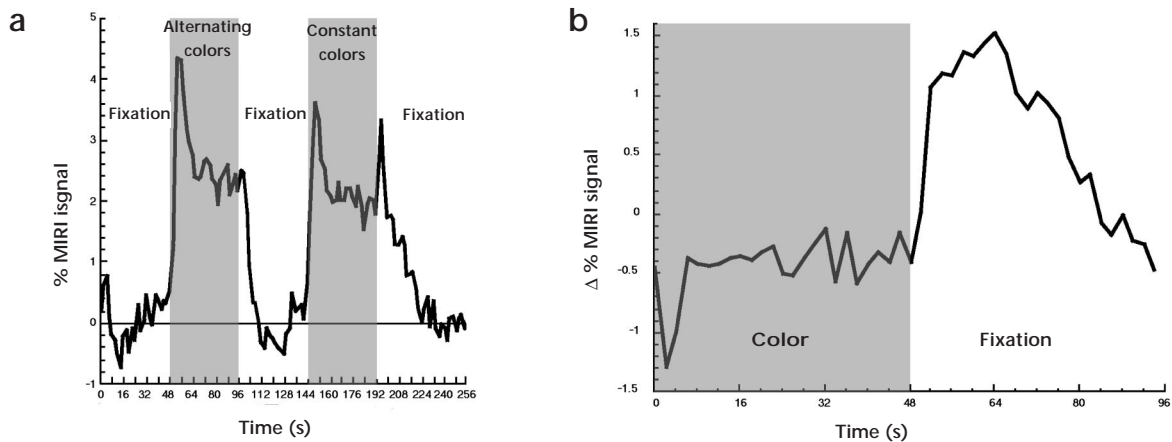 a
5
4
3
2
1
0
-1
% MIRI isgnal
Alternating
colors
Constant
colors
Fixation
Fixation
Fixation
0 16 32 48 64 80 96 112 128 144 160 176 192 208 224 240 256
Time (s)
b
1.5
1
0.5
0
-0.5
-1
-1.5
Δ % MIRI signal
Color
Fixation
0 16 32 48 64 80 96
Time (s)